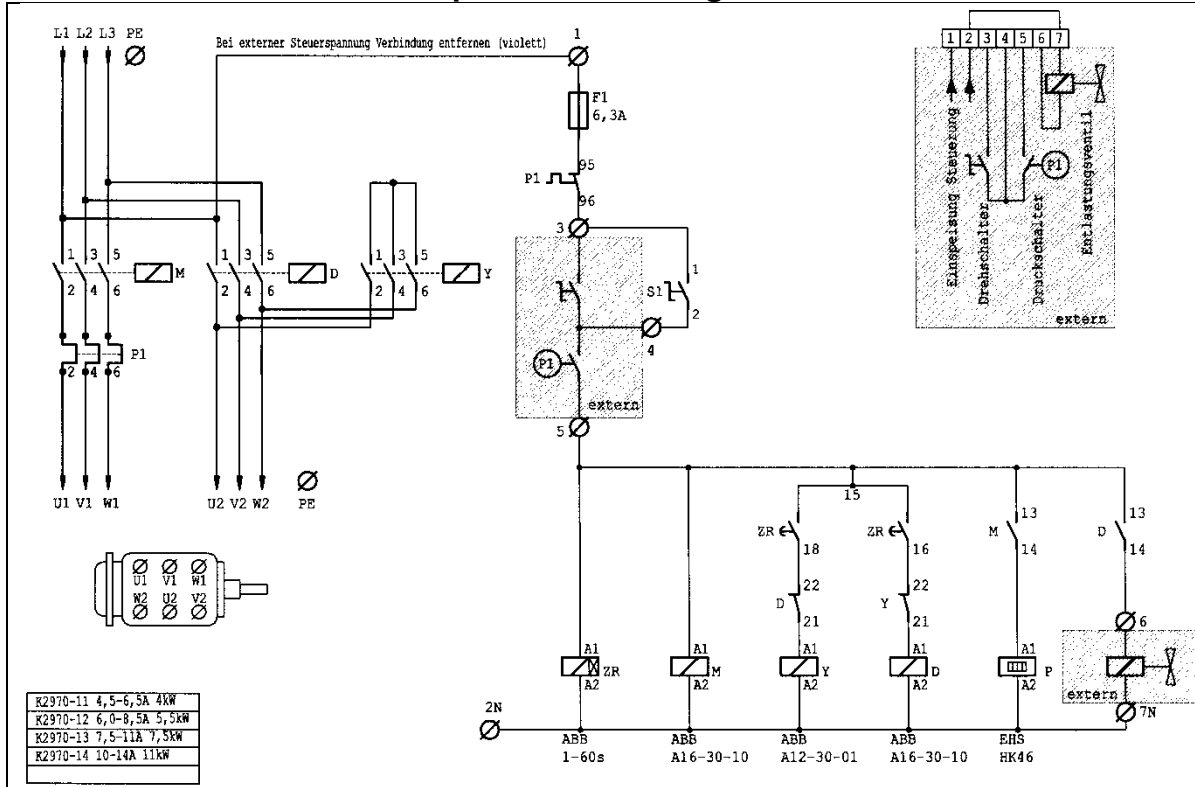 L1 L2 L3 PE
Bei externer Steuerspannung Verbindung entfernen (violett)
1
1 2 3 4 5 6 7
F1
6,3A
Einspeisung Steuerung
Drehschalter
Druckschalter
Entlastungsventil
P1
extern
95
P1
96
3
1 3 5
M
2 4 6
1 3 5
D
2 4 6
1 3 5
Y
2 4 6
1
S1
2
4
P1
2 4 6
P1
extern
5
U1 V1 W1
U2 V2 W2
PE
15
ZR
18
ZR
16
M
13
14
D
13
14
U1 V1 W1
W2 U2 V2
D
22
21
Y
22
21
6
A1
ZR
A2
A1
M
A2
A1
Y
A2
A1
D
A2
A1
P
A2
extern
7N
2N
K2970-11 4,5-6,5A 4kW
K2970-12 6,0-8,5A 5,5kW
K2970-13 7,5-11A 7,5kW
K2970-14 10-14A 11kW
ABB
1-60s
ABB
A16-30-10
ABB
A12-30-01
ABB
A16-30-10
EHS
HK46